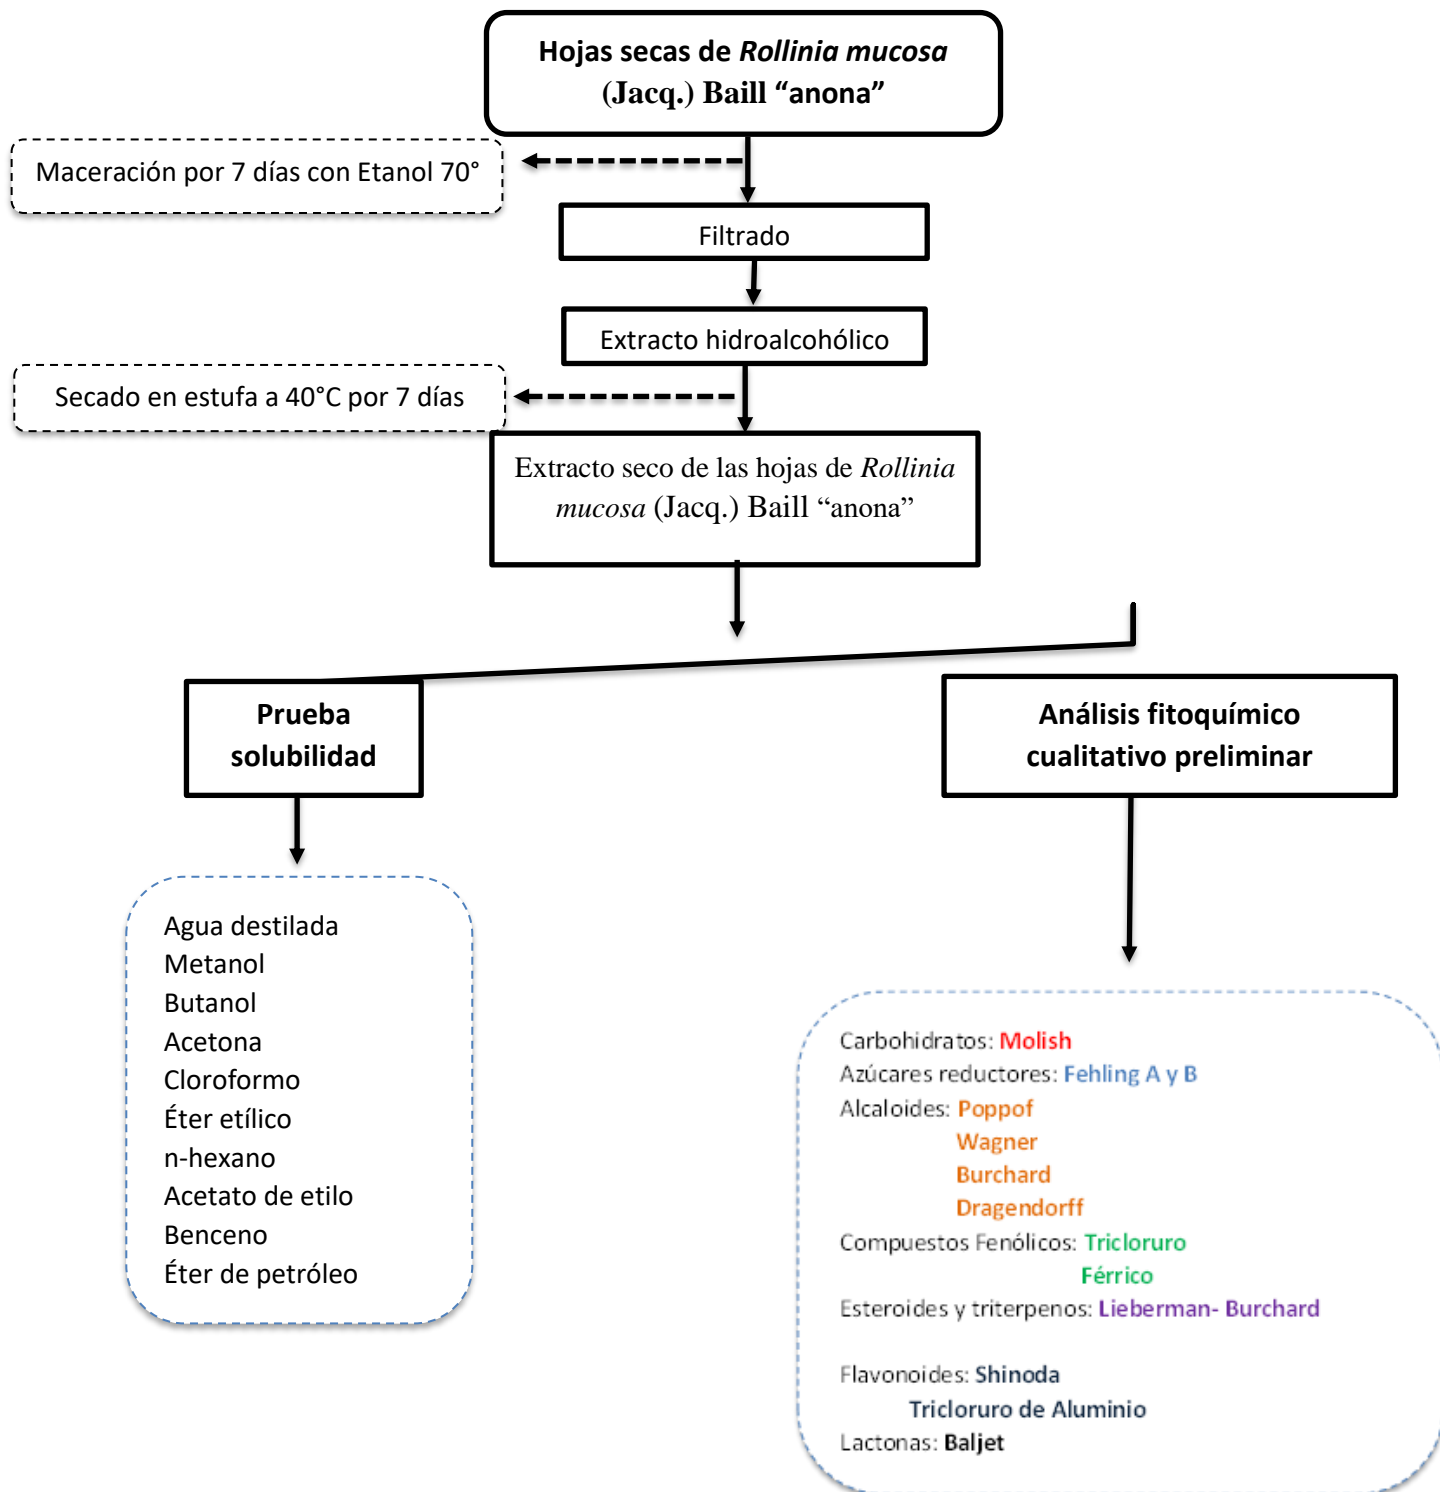 Hojas secas de Rollinia mucosa
(Jacq.) Baill “anona”
Maceración por 7 días con Etanol 70°
Filtrado
Extracto hidroalcohólico
Secado en estufa a 40°C por 7 días
Extracto seco de las hojas de Rollinia
mucosa (Jacq.) Baill “anona”
Prueba
solubilidad
Análisis fitoquímico
cualitativo preliminar
Agua destilada
Metanol
Butanol
Acetona
Cloroformo
Éter etílico
n-hexano
Acetato de etilo
Benceno
Éter de petróleo
Carbohidratos: Molish
Azúcares reductores: Fehling A y B
Alcaloides: Poppof
Wagner
Burchard
Dragendorff
Compuestos Fenólicos: Tricloruro
Férrico
Esteroides y triterpenos: Lieberman- Burchard
Flavonoides: Shinoda
Tricloruro de Aluminio
Lactonas: Baljet